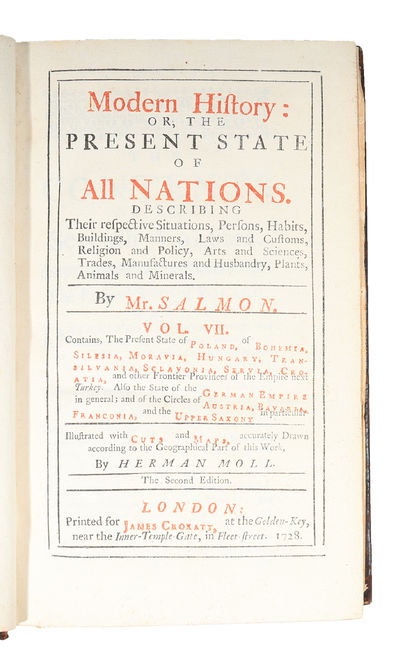 Modern Hiſtory:
OR, THE
PRESENT STATE
OF
All NATIONS.
DESCRIBING
Their reſpective Situations, Perſons, Habits,
Buildings, Manners, Laws and Cuſtoms,
Religion and Policy, Arts and Sciences,
Trades, Manufactures and Husbandry, Plants,
Animals and Minerals.
By Mr. SALMON.
VOL. VII.
Contains, The Preſent State of POLAND, of BOHEMIA,
SILESIA, MORAVIA, HUNGARY, TRAN-
SILVANIA, SCLAVONIA, SERVIA, CRO-
ATIA, and other Frontier Provinces of the Empire next
Turkey. Alſo the State of the GERMAN EMPIRE
in general; and of the Circles of AUSTRIA, BAVARIA,
FRANCONIA, and the UPPER SAXONY in particular.
Illuſtrated with CUTS and MAPS, accurately Drawn
according to the Geographical Part of this Work,
By HERMAN MOLL.
The Second Edition.
LONDON:
Printed for JAMES CROKATT, at the Golden-Key,
near the Inner-Temple-Gate, in Fleet-ſtreet. 1728.